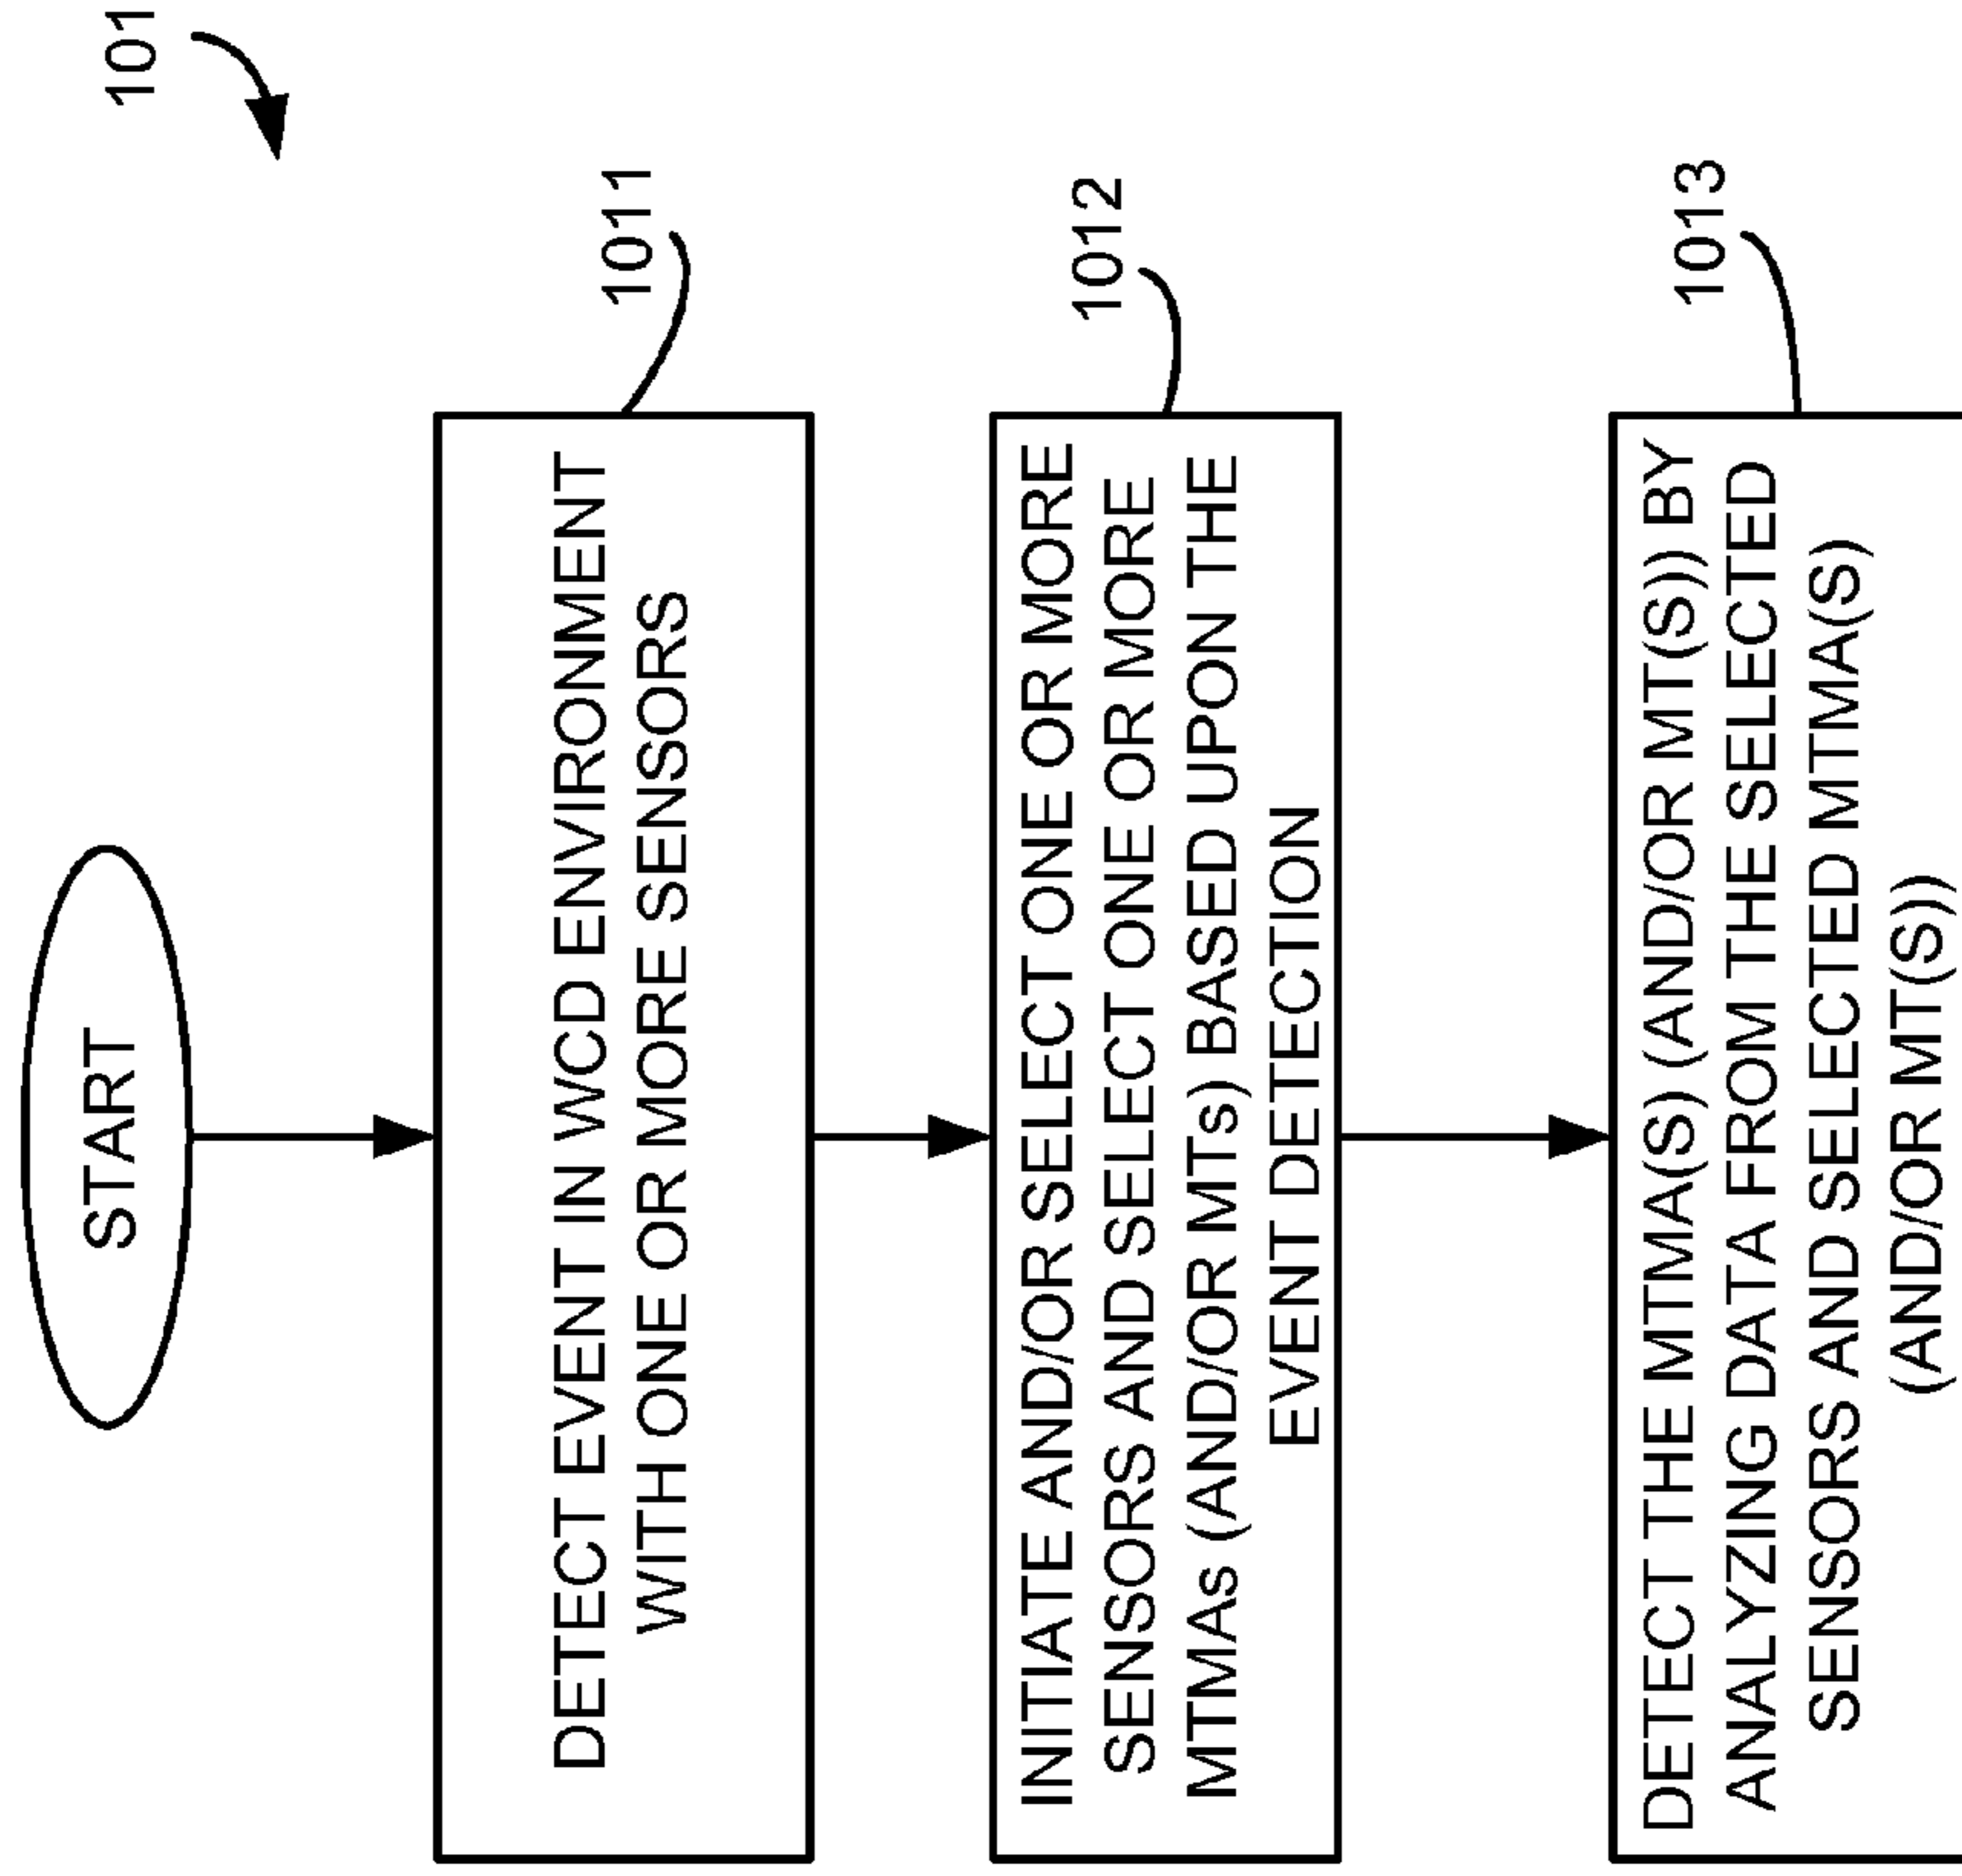 101
START
1011
DETECT EVENT IN WCD ENVIRONMENT
WITH ONE OR MORE SENSORS
1012
INITIATE AND/OR SELECT ONE OR MORE
SENSORS AND SELECT ONE OR MORE
MTMAs (AND/OR MTs) BASED UPON THE
EVENT DETECTION
1013
DETECT THE MTMA(S) (AND/OR MT(S)) BY
ANALYZING DATA FROM THE SELECTED
SENSORS AND SELECTED MTMA(S)
(AND/OR MT(S))